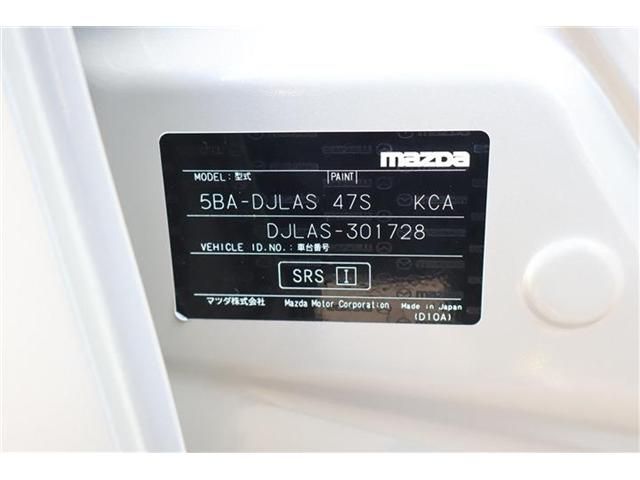 mazda
MODEL: 型式 PAINT
5BA-DJLAS 47S KCA
DJLAS-301728
VEHICLE ID.NO.: 車台番号
SRS I
マツダ株式会社 Mazda Motor Corporation Made in Japan
(D10A)